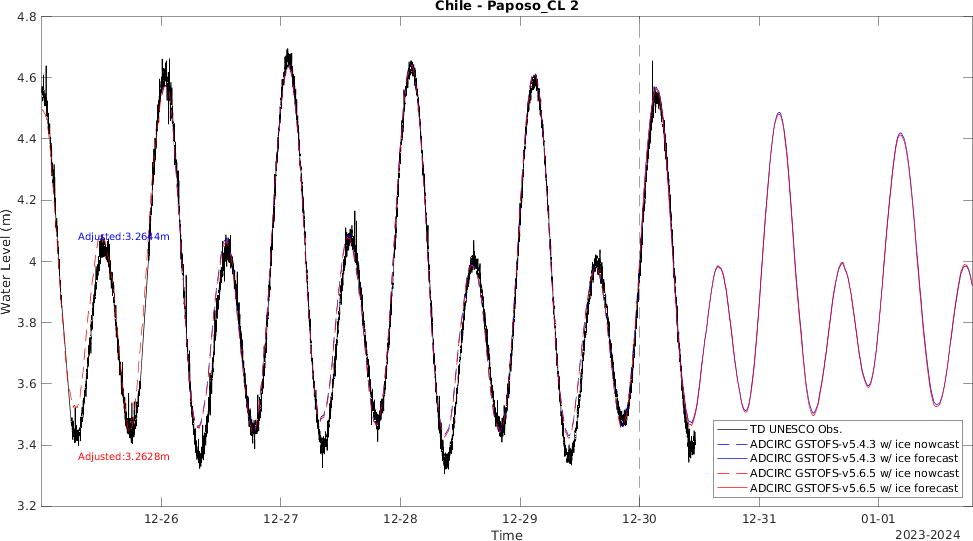 Chile - Paposo_CL 2
4.8
4.6
4.4
4.2
4
3.8
3.6
3.4
3.2
Water Level (m)
Adjusted:3.2644m
Adjusted:3.2628m
TD UNESCO Obs.
ADCIRC GSTOFS-v5.4.3 w/ ice nowcast
ADCIRC GSTOFS-v5.4.3 w/ ice forecast
ADCIRC GSTOFS-v5.6.5 w/ ice nowcast
ADCIRC GSTOFS-v5.6.5 w/ ice forecast
12-26 12-27 12-28 12-29 12-30 12-31 01-01
Time
2023-2024